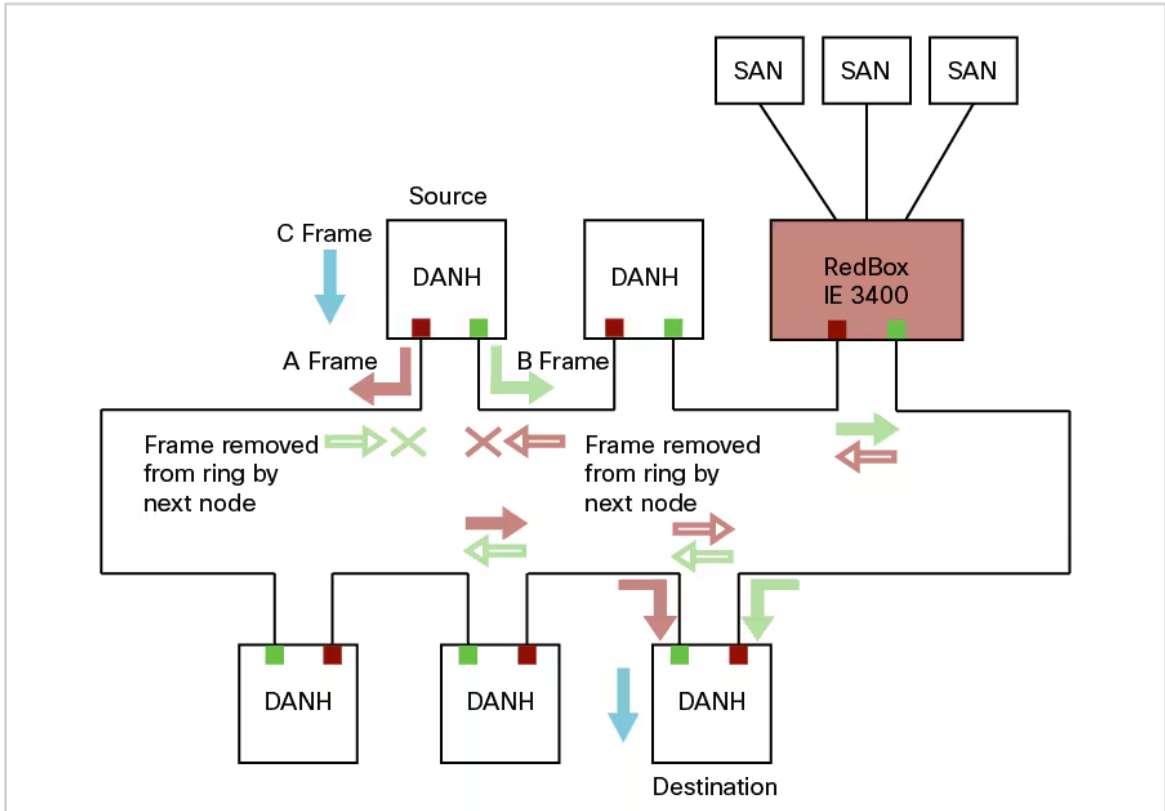 SAN
SAN
SAN
Source
C Frame
DANH
DANH
RedBox
IE 3400
A Frame
B Frame
Frame removed
from ring by
next node
Frame removed
from ring by
next node
DANH
DANH
DANH
Destination